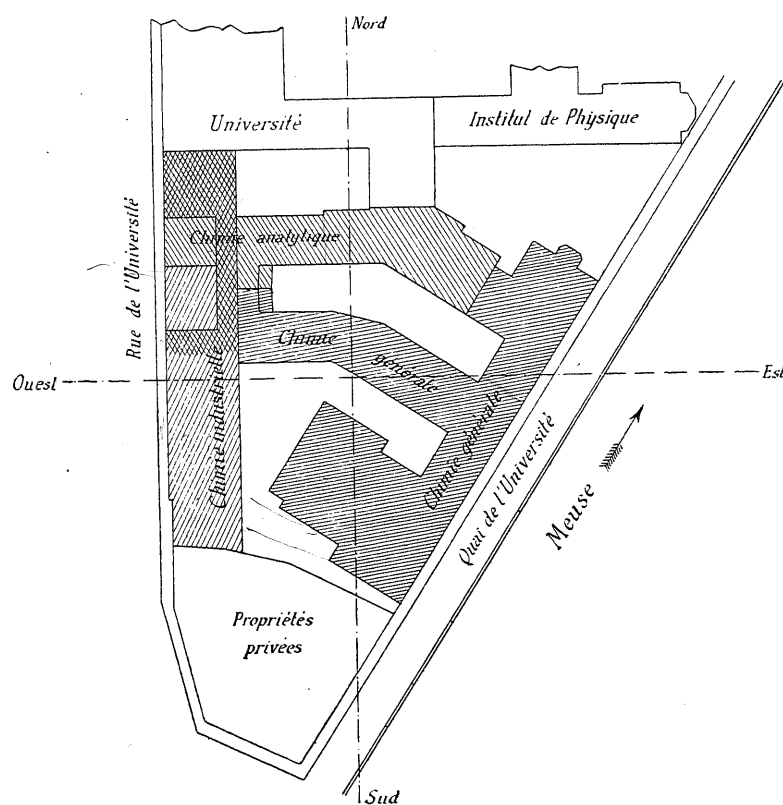 Nord
Université
Institut de Physique
Rue de l'Université
Chimie analytique
Chimie
générale
Ouest
Est
Chimie industrielle
Chimie générale
Quai de l'Université
Meuse
Propriétés
privées
Sud